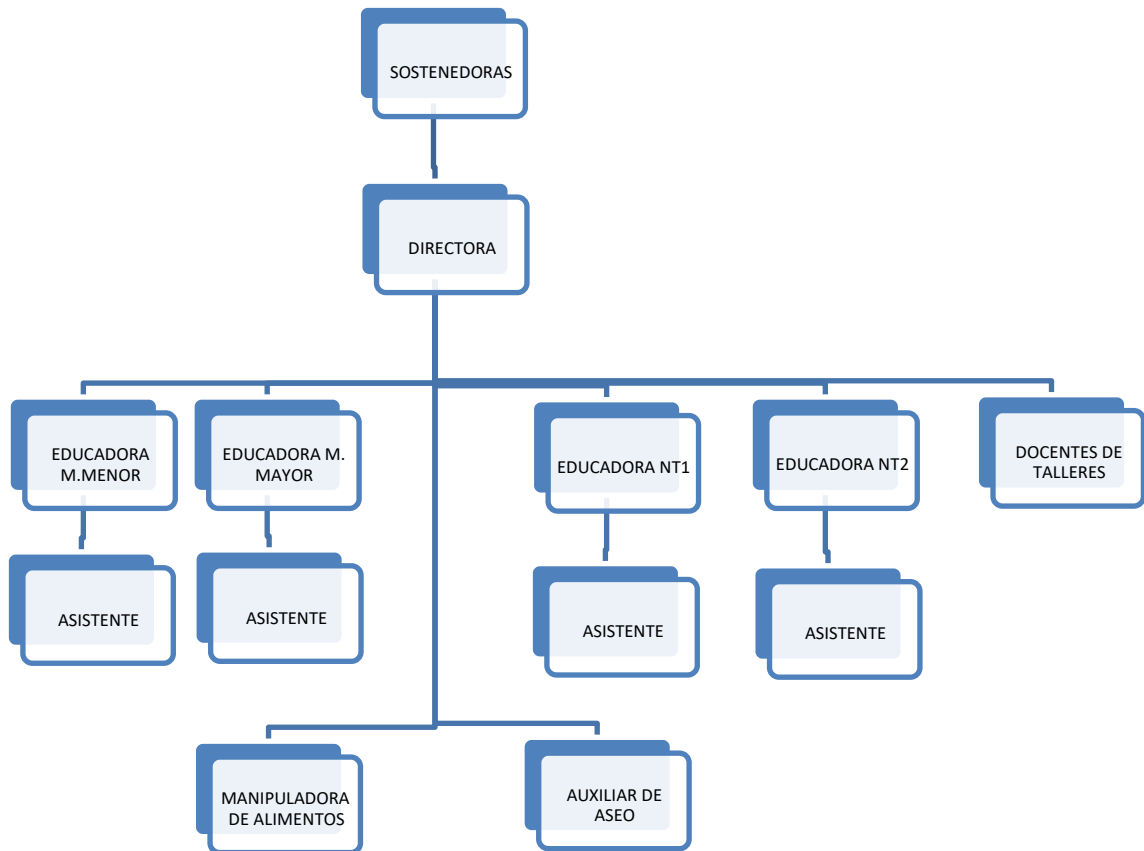 SOSTENEDORAS
DIRECTORA
EDUCADORA
M.MENOR
EDUCADORA M.
MAYOR
EDUCADORA NT1
EDUCADORA NT2
DOCENTES DE
TALLERES
ASISTENTE
ASISTENTE
ASISTENTE
ASISTENTE
MANIPULADORA
DE ALIMENTOS
AUXILIAR DE
ASEO